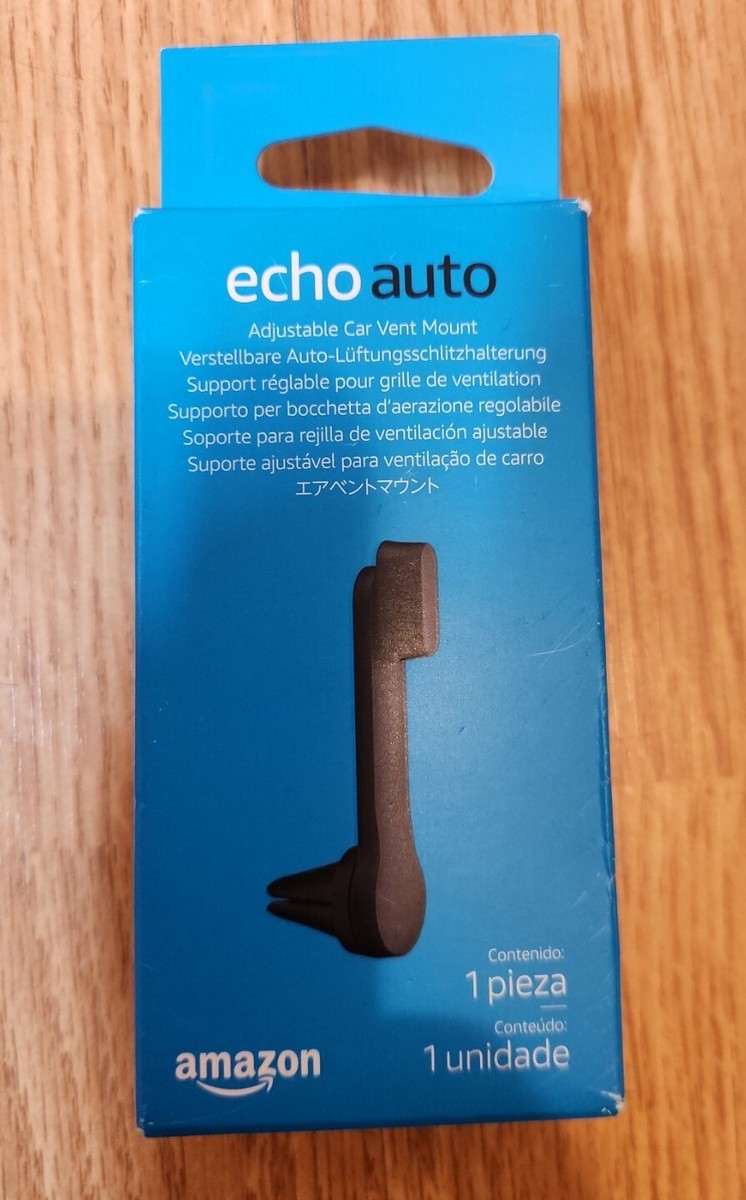 echo auto
Adjustable Car Vent Mount
Verstellbare Auto-Lüftungsschlitzhalterung
Support réglable pour grille de ventilation
Supporto per bocchetta d'aerazione regolabile
Soporte para rejilla de ventilación ajustable
Suporte ajustável para ventilação de carro
エアベントマウント
Contenido:
1 pieza
Conteúdo:
1 unidade
amazon